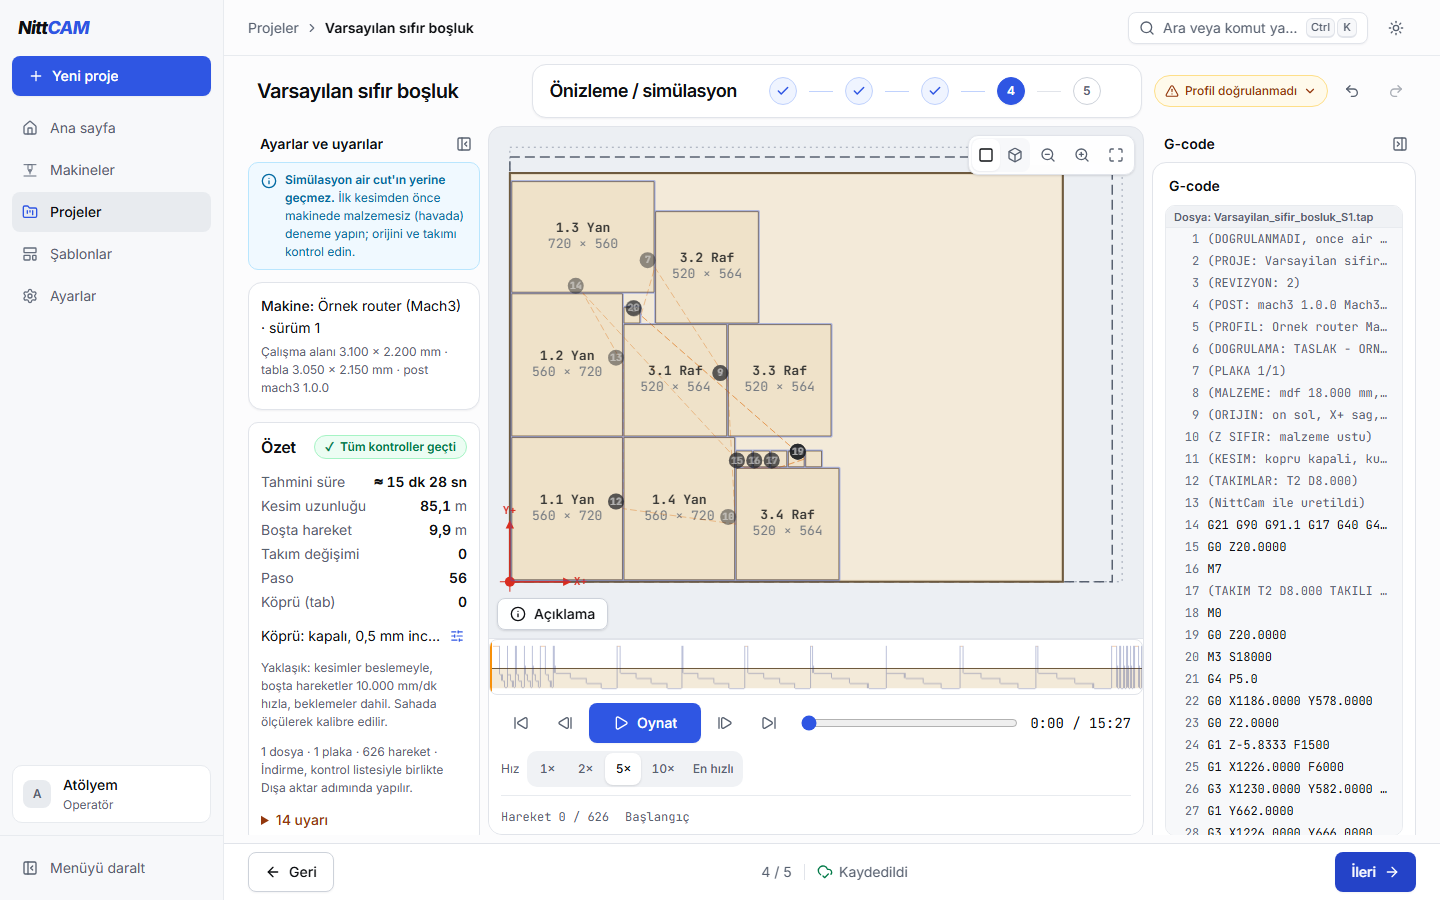 NittCAM
Yeni proje
Ana sayfa
Makineler
Projeler
Şablonlar
Ayarlar
A
Atölyem
Operatör
Menüyü daralt
Projeler > Varsayılan sıfır boşluk
Ara veya komut ya... Ctrl K
Varsayılan sıfır boşluk
Önizleme / simülasyon
4
5
Profil doğrulanmadı
Ayarlar ve uyarılar
Simülasyon air cut'ın yerine
geçmez. İlk kesimden önce
makinede malzemesiz (havada)
deneme yapın; orijini ve takımı
kontrol edin.
Makine: Örnek router (Mach3)
· sürüm 1
Çalışma alanı 3.100 × 2.200 mm ·
tabla 3.050 × 2.150 mm · post
mach3 1.0.0
Özet
✓ Tüm kontroller geçti
Tahmini süre ≈ 15 dk 28 sn
Kesim uzunluğu 85,1 m
Boşta hareket 9,9 m
Takım değişimi 0
Paso 56
Köprü (tab) 0
Köprü: kapalı, 0,5 mm inc...
Yaklaşık: kesimler beslemeyle,
boşta hareketler 10.000 mm/dk
hızla, beklemeler dahil. Sahada
ölçülerek kalibre edilir.
1 dosya · 1 plaka · 626 hareket ·
İndirme, kontrol listesiyle birlikte
Dışa aktar adımında yapılır.
14 uyarı
1.3 Yan
720 × 560
7
3.2 Raf
520 × 564
14
20
1.2 Yan
560 × 720
13
3.1 Raf
520 × 564
9
3.3 Raf
520 × 564
15 16 17
19
1.1 Yan
560 × 720
12
1.4 Yan
560 × 720
10
3.4 Raf
520 × 564
Y+
X+
Açıklama
Oynat
0:00 / 15:27
Hız 1× 2× 5× 10× En hızlı
Hareket 0 / 626 Başlangıç
G-code
G-code
Dosya: Varsayilan_sifir_bosluk_S1.tap
1 (DOGRULANMADI, once air …
2 (PROJE: Varsayilan sifir…
3 (REVIZYON: 2)
4 (POST: mach3 1.0.0 Mach3…
5 (PROFIL: Ornek router Ma…
6 (DOGRULAMA: TASLAK - ORN…
7 (PLAKA 1/1)
8 (MALZEME: mdf 18.000 mm,…
9 (ORIJIN: on sol, X+ sag,…
10 (Z SIFIR: malzeme ustu)
11 (KESIM: kopru kapali, ku…
12 (TAKIMLAR: T2 D8.000)
13 (NittCam ile uretildi)
14 G21 G90 G91.1 G17 G40 G4…
15 G0 Z20.0000
16 M7
17 (TAKIM T2 D8.000 TAKILI …
18 M0
19 G0 Z20.0000
20 M3 S18000
21 G4 P5.0
22 G0 X1186.0000 Y578.0000
23 G0 Z2.0000
24 G1 Z-5.8333 F1500
25 G1 X1226.0000 F6000
26 G3 X1230.0000 Y582.0000 …
27 G1 Y662.0000
28 G3 X1226.0000 Y666.0000
Geri
4 / 5
Kaydedildi
İleri